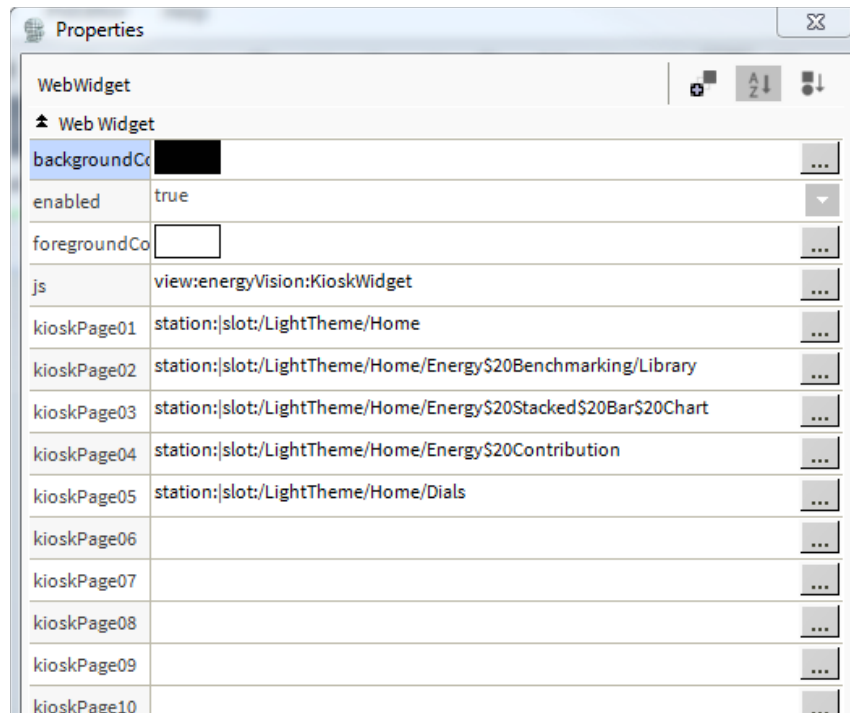 Properties
WebWidget
Web Widget
backgroundCo
enabled true
foregroundCo
js view:energyVision:KioskWidget
kioskPage01 station:|slot:/LightTheme/Home
kioskPage02 station:|slot:/LightTheme/Home/Energy$20Benchmarking/Library
kioskPage03 station:|slot:/LightTheme/Home/Energy$20Stacked$20Bar$20Chart
kioskPage04 station:|slot:/LightTheme/Home/Energy$20Contribution
kioskPage05 station:|slot:/LightTheme/Home/Dials
kioskPage06
kioskPage07
kioskPage08
kioskPage09
kioskPage10